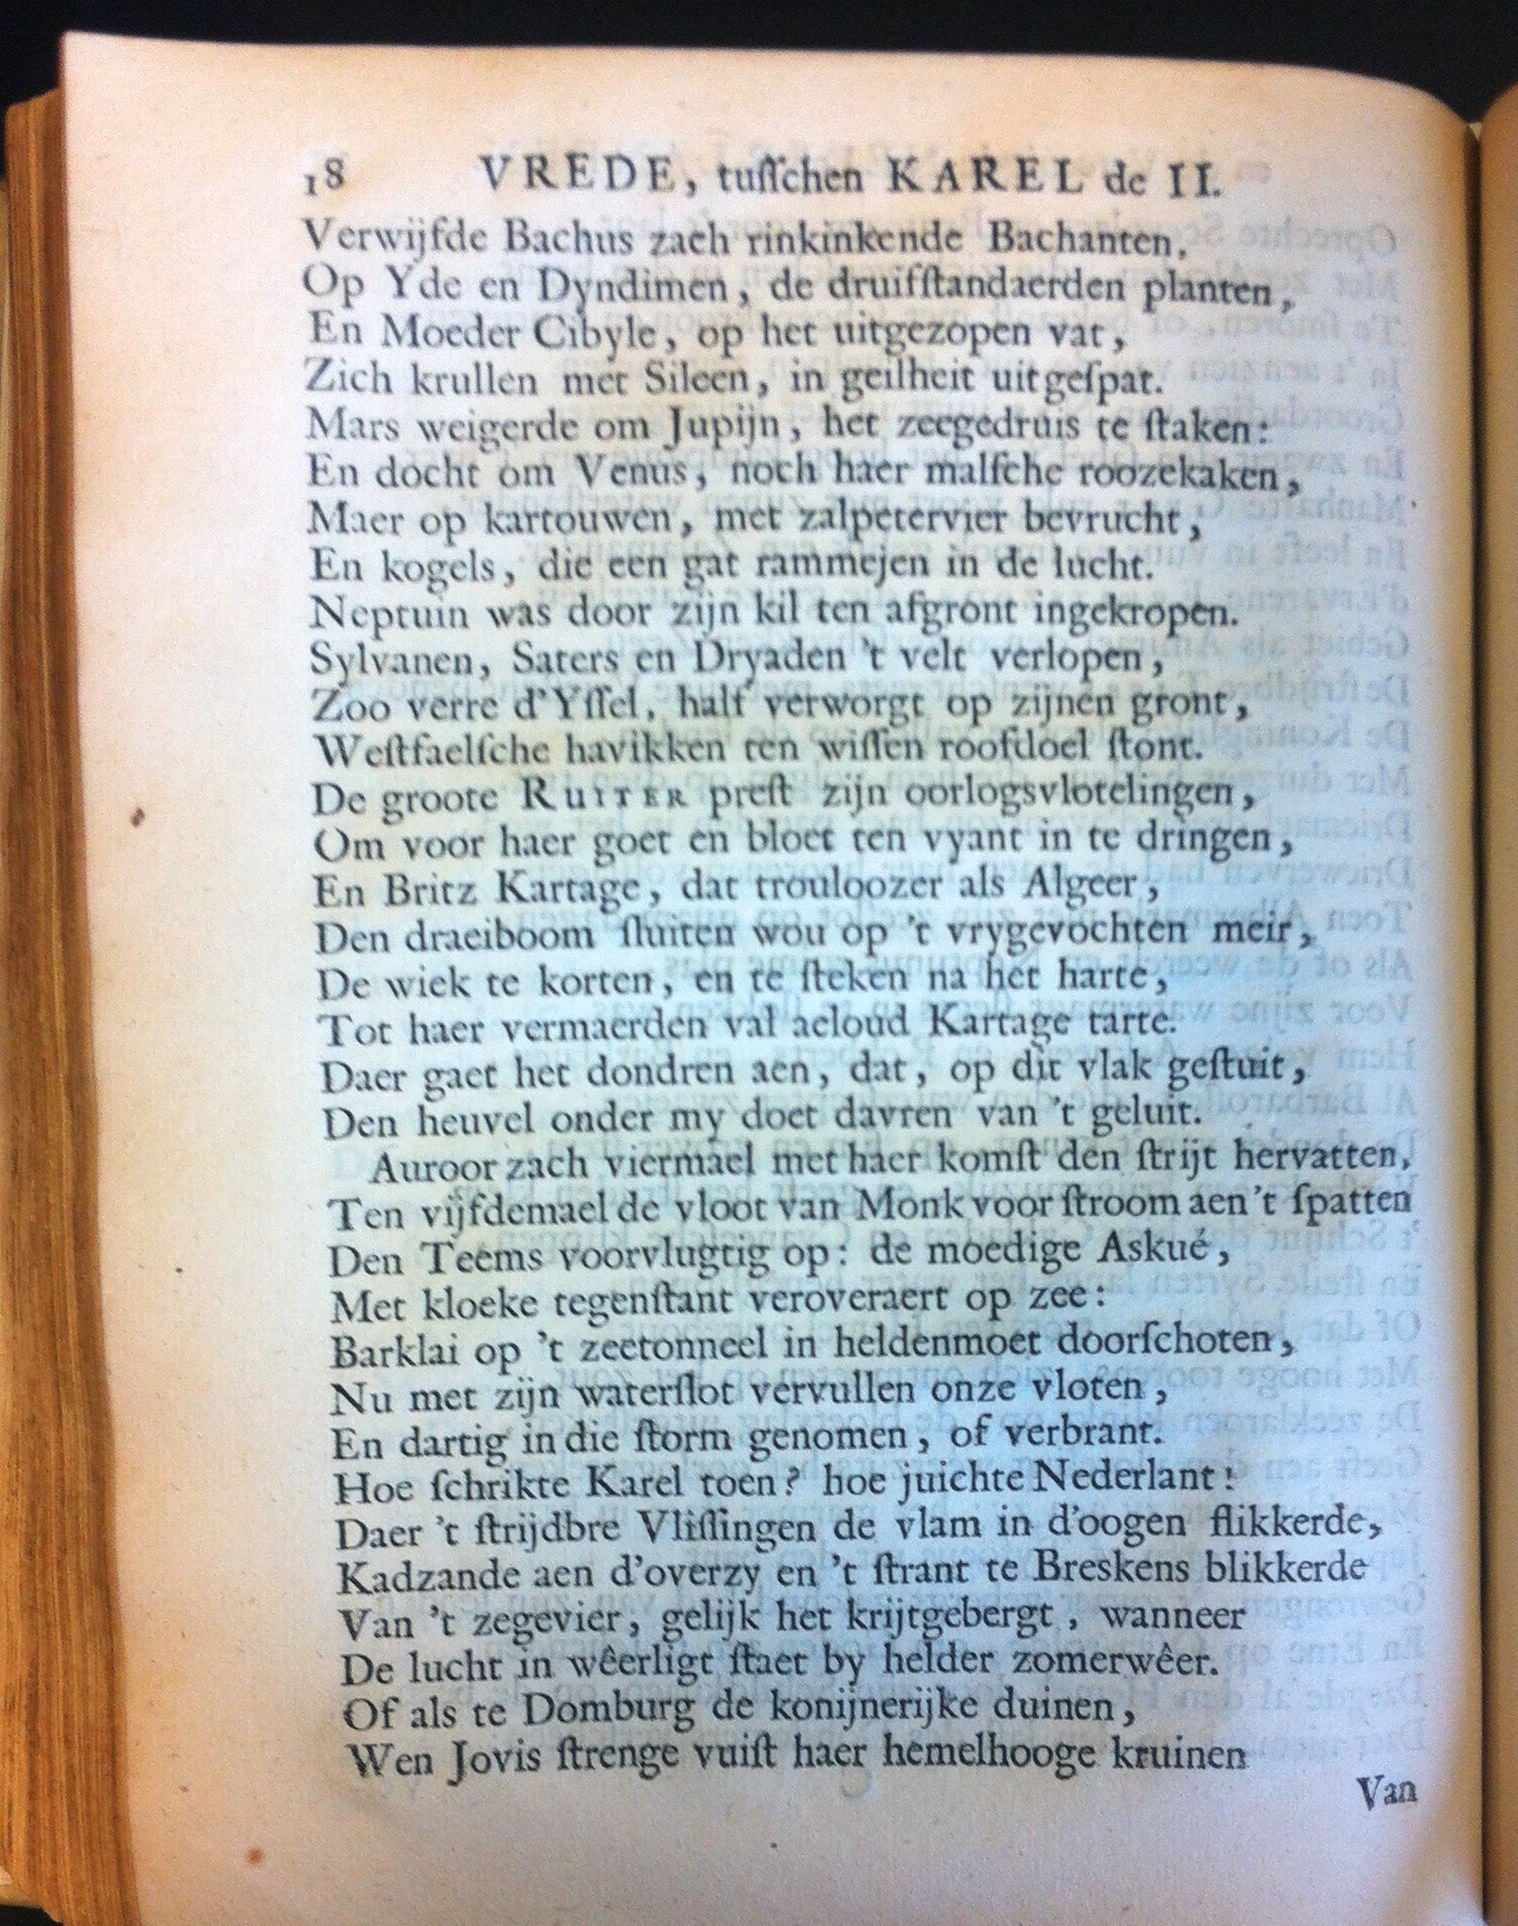 18 VREDE, tuſſchen KAREL de II.
Verwijfde Bachus zach rinkinkende Bachanten,
Op Yde en Dyndimen, de druifſtandaerden planten,
En Moeder Cibyle, op het uitgezopen vat,
Zich krullen met Sileen, in geilheit uitgeſpat.
Mars weigerde om Jupijn, het zeegedruis te ſtaken:
En docht om Venus, noch haer malſche roozekaken,
Maer op kartouwen, met zalpetervier bevrucht,
En kogels, die een gat rammejen in de lucht.
Neptuin was door zijn kil ten afgront ingekropen.
Sylvanen, Saters en Dryaden 't velt verlopen,
Zoo verre d'Yſſel, half verworgt op zijnen gront,
Weſtfaelſche havikken ten wiſſen roofdoel ſtont.
De groote RUITER preſt zijn oorlogsvlotelingen,
Om voor haer goet en bloet ten vyant in te dringen,
En Britz Kartage, dat trouloozer als Algeer,
Den draeiboom ſluiten wou op 't vrygevochten meir,
De wiek te korten, en te ſteken na het harte,
Tot haer vermaerden val aeloud Kartage tarte.
Daer gaet het dondren aen, dat, op dit vlak geſtuit,
Den heuvel onder my doet davren van 't geluit.
Auroor zach viermael met haer komſt den ſtrijt hervatten,
Ten vijfdemael de vloot van Monk voor ſtroom aen 't ſpatten
Den Teems voorvlugtig op: de moedige Askué,
Met kloeke tegenſtant veroveraert op zee:
Barklai op 't zeetonneel in heldenmoet doorſchoten,
Nu met zijn waterſlot vervullen onze vloten,
En dartig in die ſtorm genomen, of verbrant.
Hoe ſchrikte Karel toen? hoe juichte Nederlant!
Daer 't ſtrijdbre Vliſſingen de vlam in d'oogen flikkerde,
Kadzande aen d'overzy en 't ſtrant te Breskens blikkerde
Van 't zegevier, gelijk het krijtgebergt, wanneer
De lucht in wêerligt ſtaet by helder zomerwêer.
Of als te Domburg de konijnerijke duinen,
Wen Jovis ſtrenge vuiſt haer hemelhooge kruinen
Van